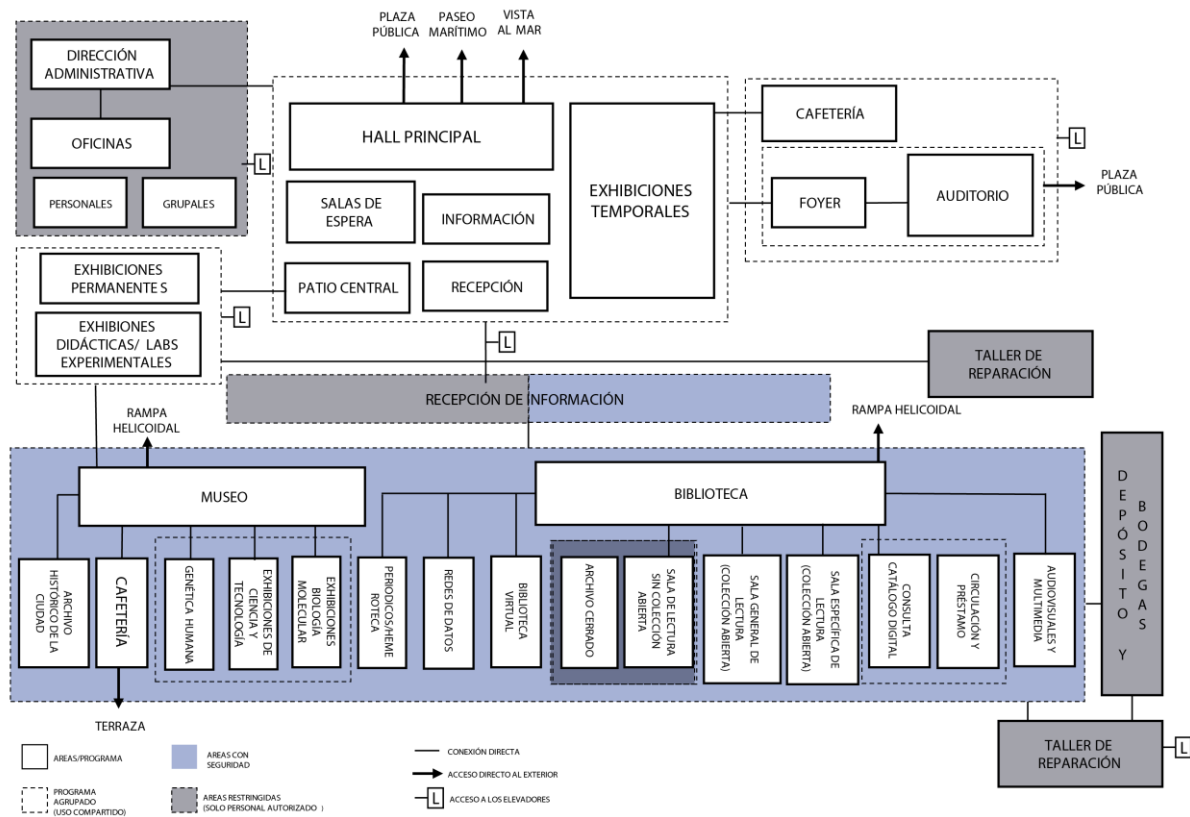 PLAZA
PÚBLICA
PASEO
MARÍTIMO
VISTA
AL MAR
DIRECCIÓN
ADMINISTRATIVA
OFICINAS
PERSONALES
GRUPALES
L
HALL PRINCIPAL
SALAS DE
ESPERA
INFORMACIÓN
PATIO CENTRAL
RECEPCIÓN
EXHIBICIONES
TEMPORALES
CAFETERÍA
FOYER
AUDITORIO
L
PLAZA
PÚBLICA
EXHIBICIONES
PERMANENTE S
EXHIBIONES
DIDÁCTICAS/ LABS
EXPERIMENTALES
L
L
TALLER DE
REPARACIÓN
RECEPCIÓN DE INFORMACIÓN
RAMPA
HELICOIDAL
RAMPA HELICOIDAL
MUSEO
BIBLIOTECA
ARCHIVO
HISTÓRICO DE LA
CIUDAD
CAFETERÍA
GENÉTICA HUMANA
EXHIBICIONES DE
CIENCIA Y
TECNOLOGÍA
EXHIBICIONES
BIOLOGÍA
MOLECULAR
PERIODICOS/HEME
ROTECA
REDES DE DATOS
BIBLIOTECA
VIRTUAL
ARCHIVO CERRADO
SALA DE LECTURA
SIN COLECCIÓN
ABIERTA
SALA GENERAL DE
LECTURA
(COLECCIÓN ABIERTA)
SALA ESPECÍFICA DE
LECTURA
(COLECCIÓN ABIERTA)
CONSULTA
CATÁLOGO DIGITAL
CIRCULACIÓN Y
PRÉSTAMO
AUDIOVISUALES Y
MULTIMEDIA
DEPÓSITO Y
BODEGAS
TERRAZA
TALLER DE
REPARACIÓN
L
AREAS/PROGRAMA
PROGRAMA
AGRUPADO
(USO COMPARTIDO)
AREAS CON
SEGURIDAD
AREAS RESTRINGIDAS
(SOLO PERSONAL AUTORIZADO )
CONEXIÓN DIRECTA
ACCESO DIRECTO AL EXTERIOR
L
ACCESO A LOS ELEVADORES